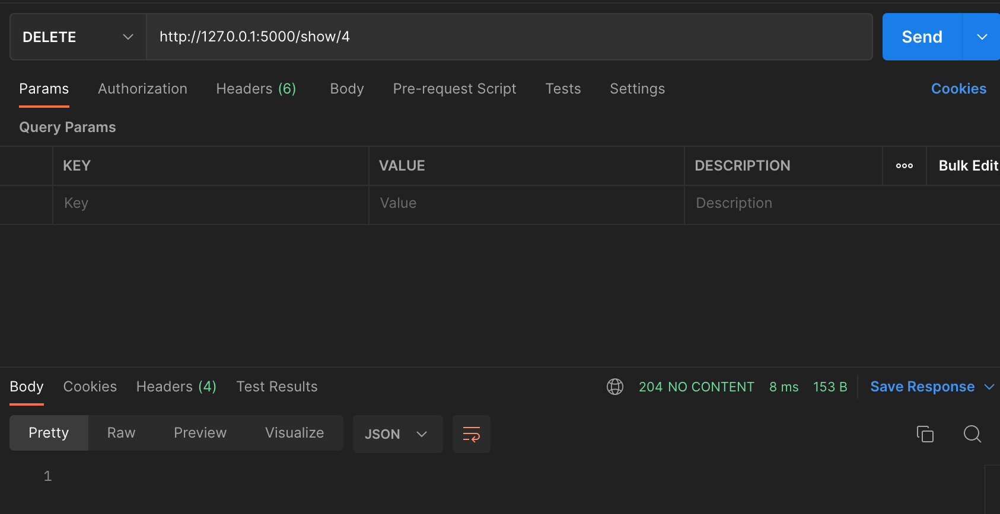 DELETE http://127.0.0.1:5000/show/4 Send
Params Authorization Headers (6) Body Pre-request Script Tests Settings Cookies
Query Params
KEY VALUE DESCRIPTION ooo Bulk Edit
Key Value Description
Body Cookies Headers (4) Test Results 204 NO CONTENT 8 ms 153 B Save Response
Pretty Raw Preview Visualize JSON
1